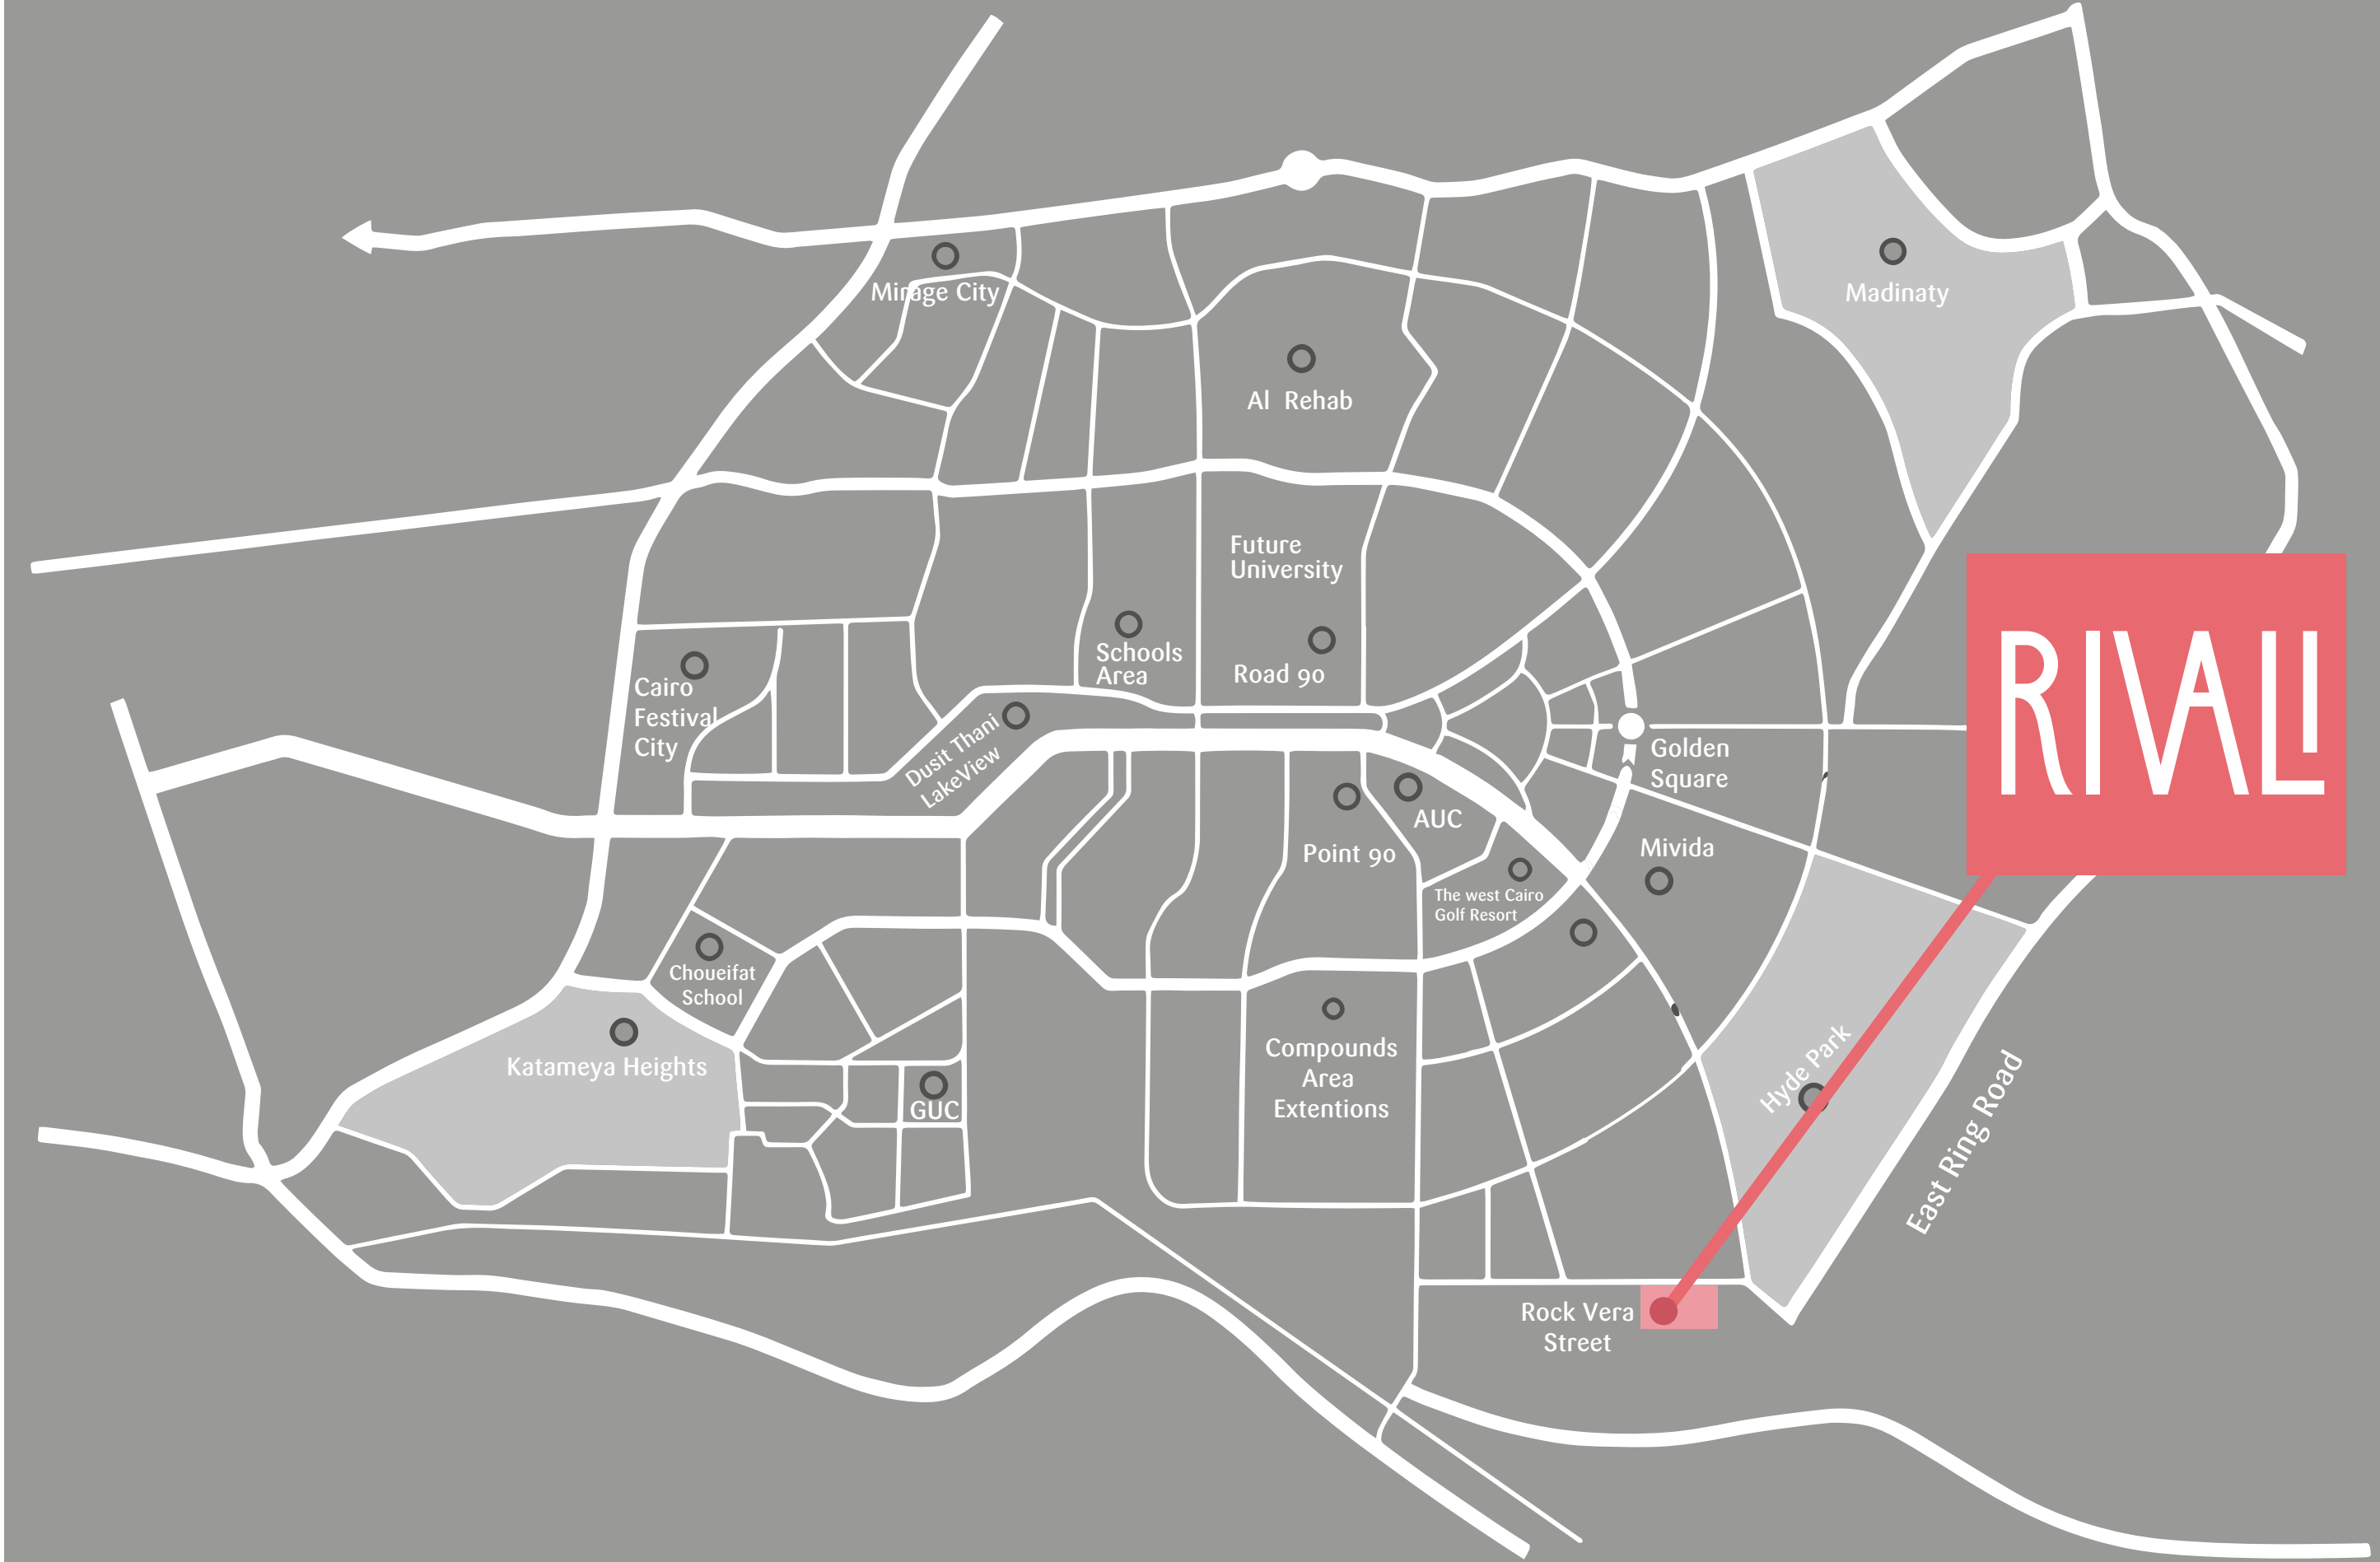 Mirage City
Madinaty
Al Rehab
Future
University
Road 90
Schools
Area
Cairo
Festival
City
Dusit Thani
LakeView
Golden
Square
RIVALI
AUC
Point 90
Mivida
The west Cairo
Golf Resort
Choueifat
School
Katameya Heights
GUC
Compounds
Area
Extentions
Hyde Park
East Ring Road
Rock Vera
Street